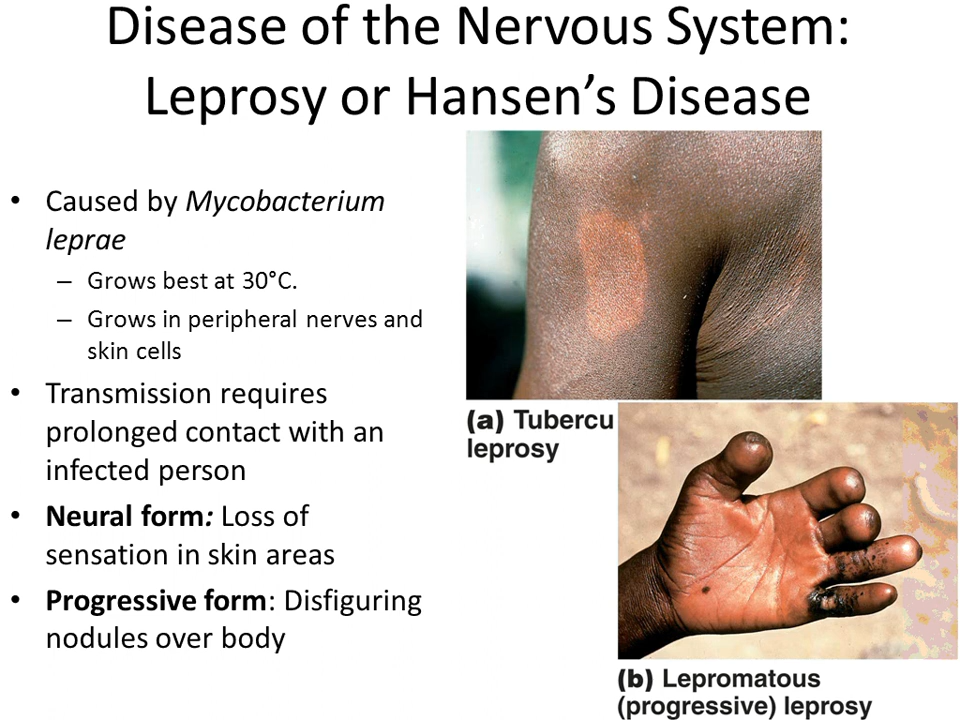 Disease of the Nervous System:
Leprosy or Hansen’s Disease
• Caused by Mycobacterium
leprae
– Grows best at 30°C.
– Grows in peripheral nerves and
skin cells
• Transmission requires
prolonged contact with an
infected person
• Neural form: Loss of
sensation in skin areas
• Progressive form: Disfiguring
nodules over body
(a) Tubercu
leprosy
(b) Lepromatous
(progressive) leprosy